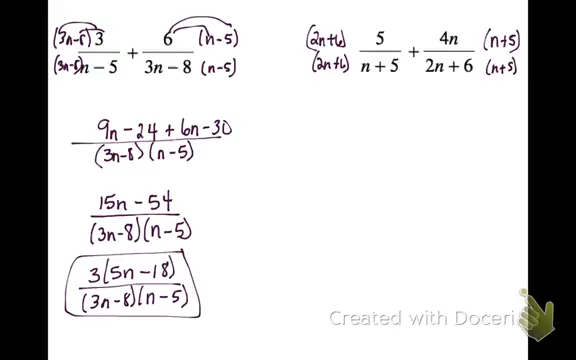 (3n-8) 3/(3n-8) n − 5 + 6 (n-5)/3n − 8 (n-5)
9n - 24 + 6n - 30/(3n-8)(n-5)
15n - 54/(3n-8)(n-5)
3(5n-18)/(3n-8)(n-5)
(2n+6) 5/(2n+6) n + 5 + 4n (n+5)/2n + 6 (n+5)
Created with Doceri